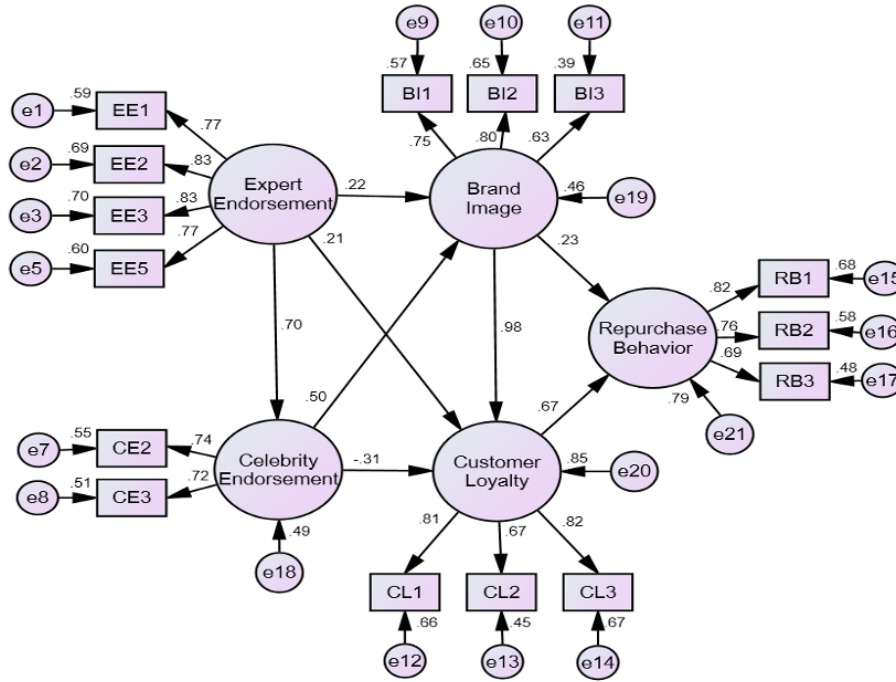 e9
e10
e11
.57
.65
.39
BI1
BI2
BI3
e1
.59
EE1
.77
.75
.80
.63
e2
.69
EE2
.83
e3
.70
EE3
.83
e5
.60
EE5
.77
Expert
Endorsement
.22
Brand
Image
.46
e19
.21
.23
.70
.98
.50
Repurchase
Behavior
.82
RB1
.68
e15
.76
RB2
.58
e16
.69
RB3
.48
e17
.79
e21
.67
e7
.55
CE2
.74
e8
.51
CE3
.72
Celebrity
Endorsement
-.31
Customer
Loyalty
.85
e20
.49
e18
.81
.67
.82
CL1
CL2
CL3
.66
.45
.67
e12
e13
e14